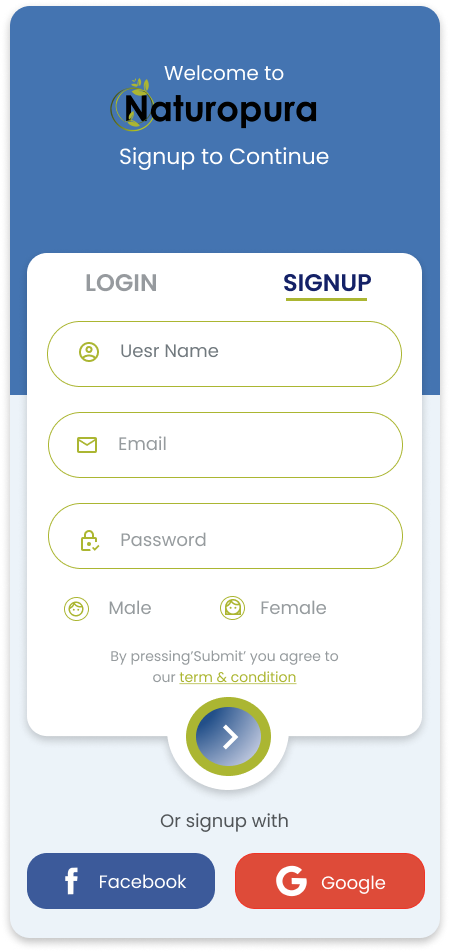 Welcome to
Naturopura
Signup to Continue
LOGIN
SIGNUP
Uesr Name
Email
Password
Male
Female
By pressing’Submit’ you agree to
our term & condition
Or signup with
Facebook
Google